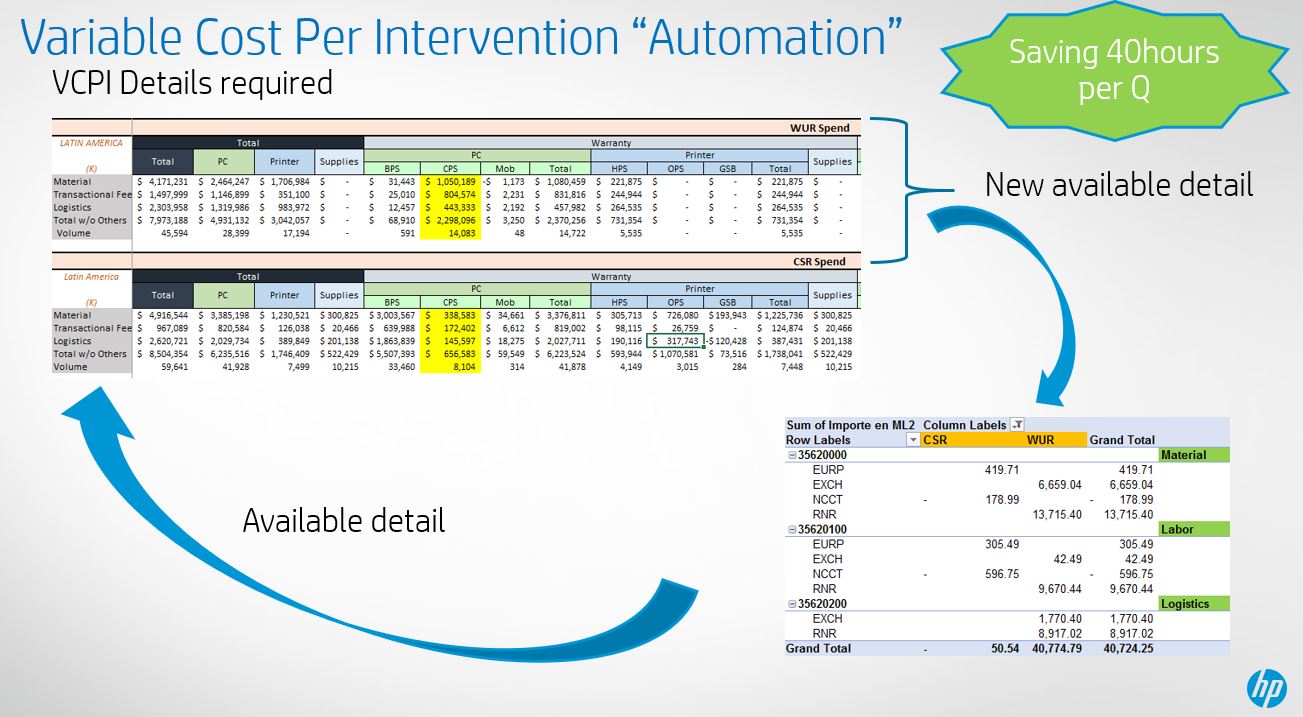 Variable Cost Per Intervention “Automation”
VCPI Details required
Saving 40hours
per Q
WUR Spend
LATIN AMERICA Total Warranty
Total PC Printer Supplies PC Printer Supplies
(K) BPS CPS Mob Total HPS OPS GSB Total
Material $ 4,171,231 $ 2,464,247 $ 1,706,984 $ - $ 31,443 $ 1,050,189 -$ 1,173 $ 1,080,459 $ 221,875 $ - $ - $ 221,875 $ -
Transactional Fee $ 1,497,999 $ 1,146,899 $ 351,100 $ - $ 25,010 $ 804,574 $ 2,231 $ 831,816 $ 244,944 $ - $ - $ 244,944 $ -
Logistics $ 2,303,958 $ 1,319,986 $ 983,972 $ - $ 12,457 $ 443,333 $ 2,192 $ 457,982 $ 264,535 $ - $ - $ 264,535 $ -
Total w/o Others $ 7,973,188 $ 4,931,132 $ 3,042,057 $ - $ 68,910 $ 2,298,096 $ 3,250 $ 2,370,256 $ 731,354 $ - $ - $ 731,354 $ -
Volume 45,594 28,399 17,194 - 591 14,083 48 14,722 5,535 - - 5,535 -
New available detail
CSR Spend
Latin America Total Warranty
Total PC Printer Supplies PC Printer Supplies
(K) BPS CPS Mob Total HPS OPS GSB Total
Material $ 4,916,544 $ 3,385,198 $ 1,230,521 $ 300,825 $ 3,003,567 $ 338,583 $ 34,661 $ 3,376,811 $ 305,713 $ 726,080 $ 193,943 $ 1,225,736 $ 300,825
Transactional Fee $ 967,089 $ 820,584 $ 126,038 $ 20,466 $ 639,988 $ 172,402 $ 6,612 $ 819,002 $ 98,115 $ 26,759 $ - $ 124,874 $ 20,466
Logistics $ 2,620,721 $ 2,029,734 $ 389,849 $ 201,138 $ 1,863,839 $ 145,597 $ 18,275 $ 2,027,711 $ 190,116 $ 317,743 -$ 120,428 $ 387,431 $ 201,138
Total w/o Others $ 8,504,354 $ 6,235,516 $ 1,746,409 $ 522,429 $ 5,507,393 $ 656,583 $ 59,549 $ 6,223,524 $ 593,944 $ 1,070,581 $ 73,516 $ 1,738,041 $ 522,429
Volume 59,641 41,928 7,499 10,215 33,460 8,104 314 41,878 4,149 3,015 284 7,448 10,215
Available detail
Sum of Importe en ML2 Column Labels
Row Labels CSR WUR Grand Total
35620000 Material
EURP 419.71 419.71
EXCH 6,659.04 6,659.04
NCCT - 178.99 - 178.99
RNR 13,715.40 13,715.40
35620100 Labor
EURP 305.49 305.49
EXCH 42.49 42.49
NCCT - 596.75 - 596.75
RNR 9,670.44 9,670.44
35620200 Logistics
EXCH 1,770.40 1,770.40
RNR 8,917.02 8,917.02
Grand Total - 50.54 40,774.79 40,724.25
hp